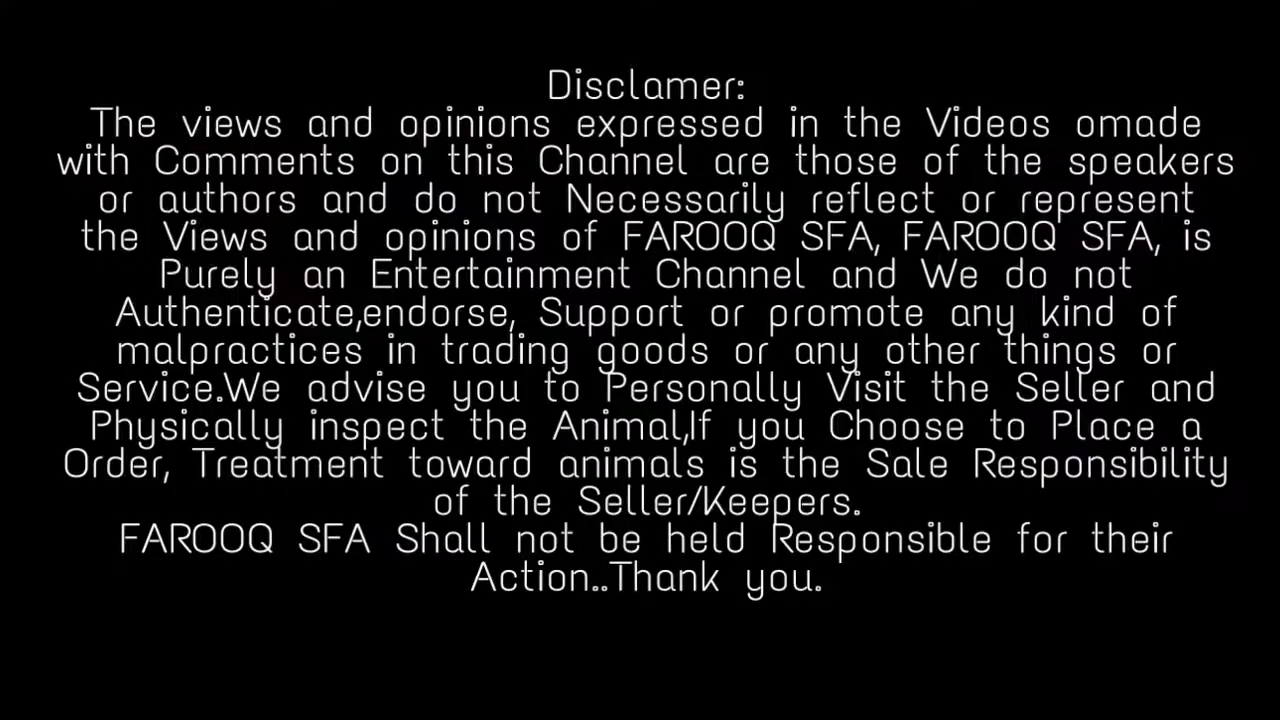 Disclamer:
The views and opinions expressed in the Videos omade
with Comments on this Channel are those of the speakers
or authors and do not Necessarily reflect or represent
the Views and opinions of FAROOQ SFA, FAROOQ SFA, is
Purely an Entertainment Channel and We do not
Authenticate,endorse, Support or promote any kind of
malpractices in trading goods or any other things or
Service.We advise you to Personally Visit the Seller and
Physically inspect the Animal,If you Choose to Place a
Order, Treatment toward animals is the Sale Responsibility
of the Seller/Keepers.
FAROOQ SFA Shall not be held Responsible for their
Action..Thank you.